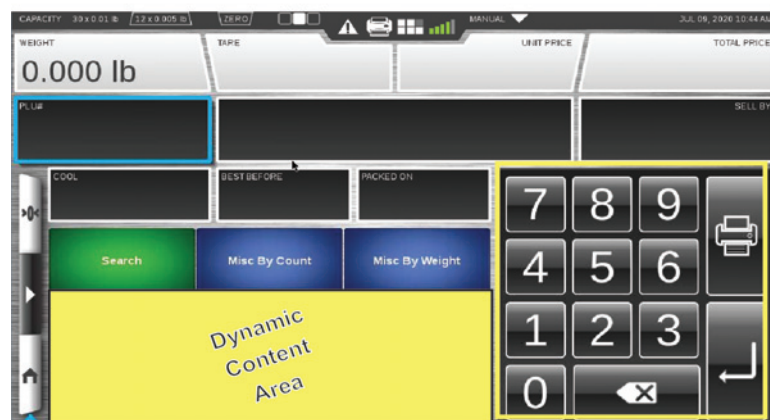 CAPACITY 30 x 0.01 lb 12 x 0.005 lb ZERO MANUAL JUL 09, 2020 10:44 AM
WEIGHT TARE UNIT PRICE TOTAL PRICE
0.000 lb
PLU# SELL BY
COOL BEST BEFORE PACKED ON
>0<
7 8 9
Search Misc By Count Misc By Weight
4 5 6
Dynamic
Content
Area
1 2 3
0